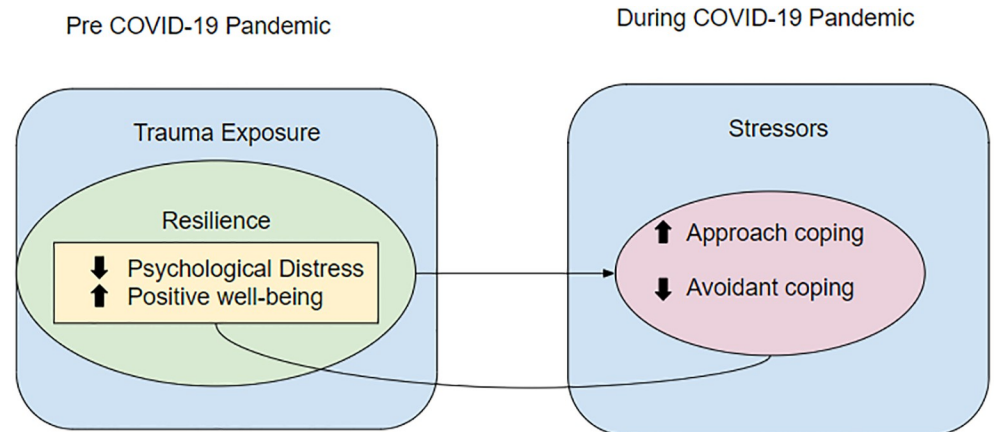 Pre COVID-19 Pandemic
During COVID-19 Pandemic
Trauma Exposure
Resilience
Psychological Distress
Positive well-being
Stressors
Approach coping
Avoidant coping